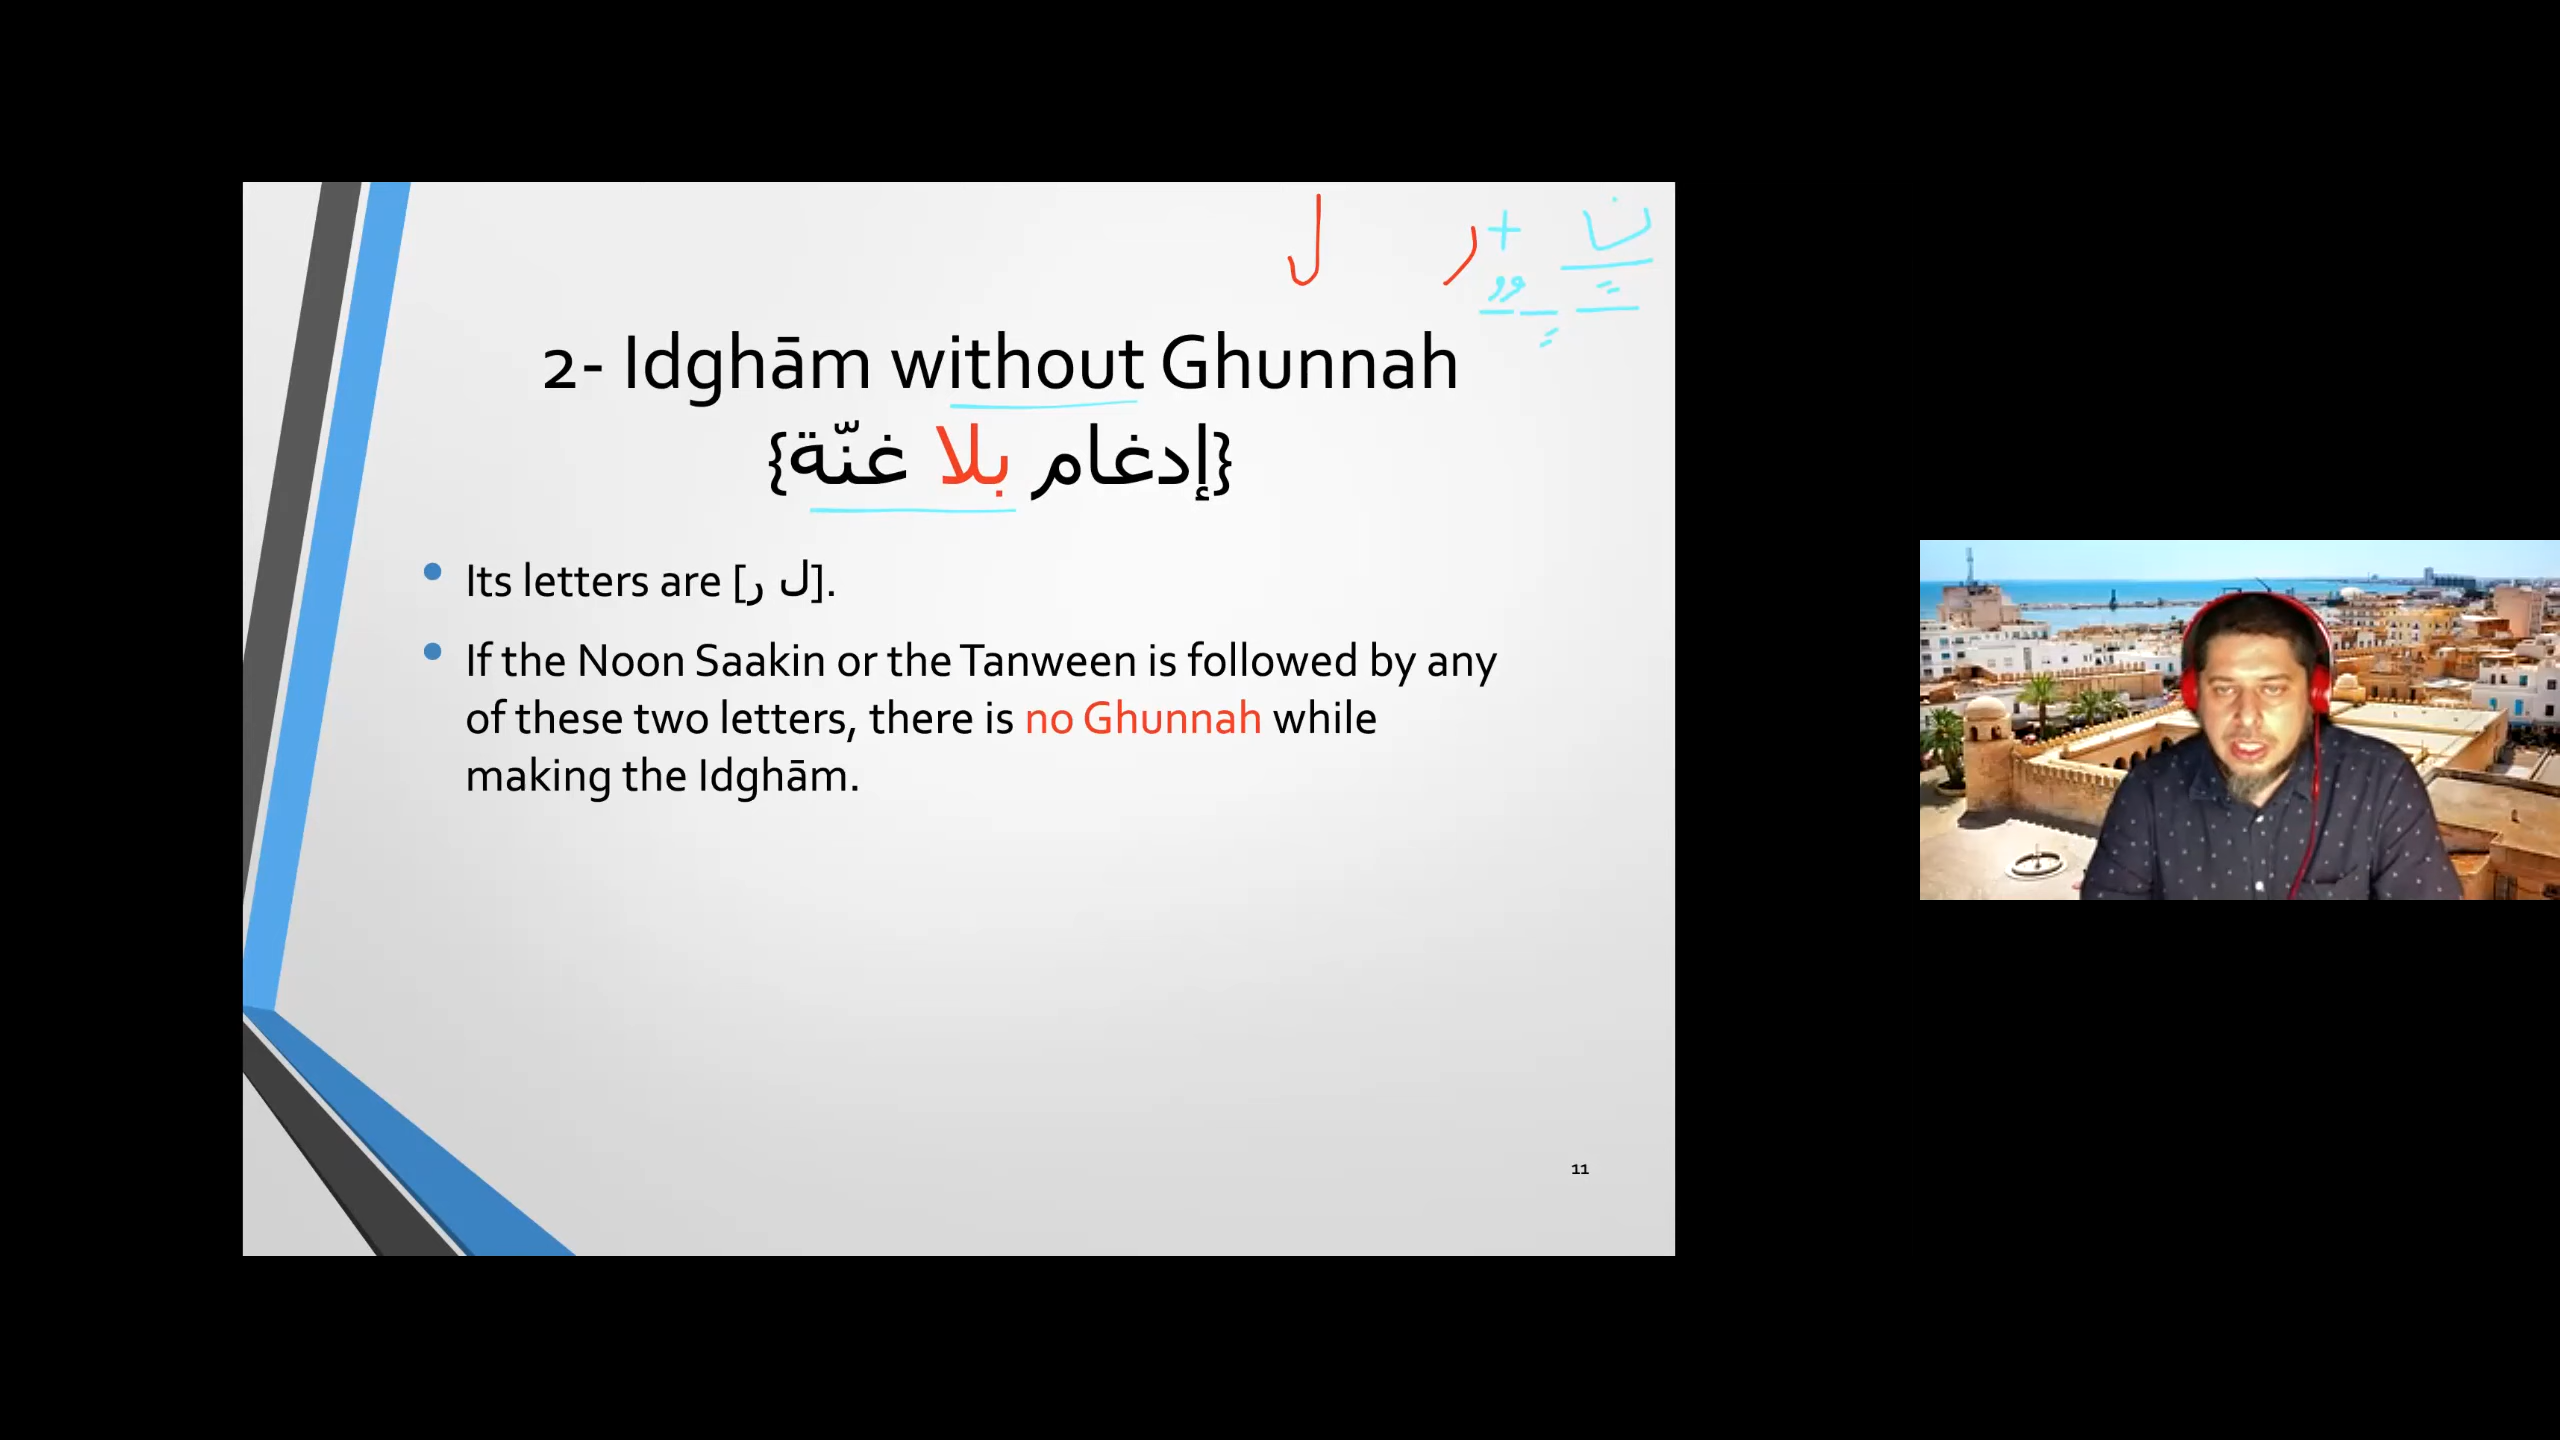 ن + ر ل
2- Idghām without Ghunnah
{إدغام بلا غنّة}
Its letters are [ل ر].
If the Noon Saakin or the Tanween is followed by any
of these two letters, there is no Ghunnah while
making the Idghām.
11